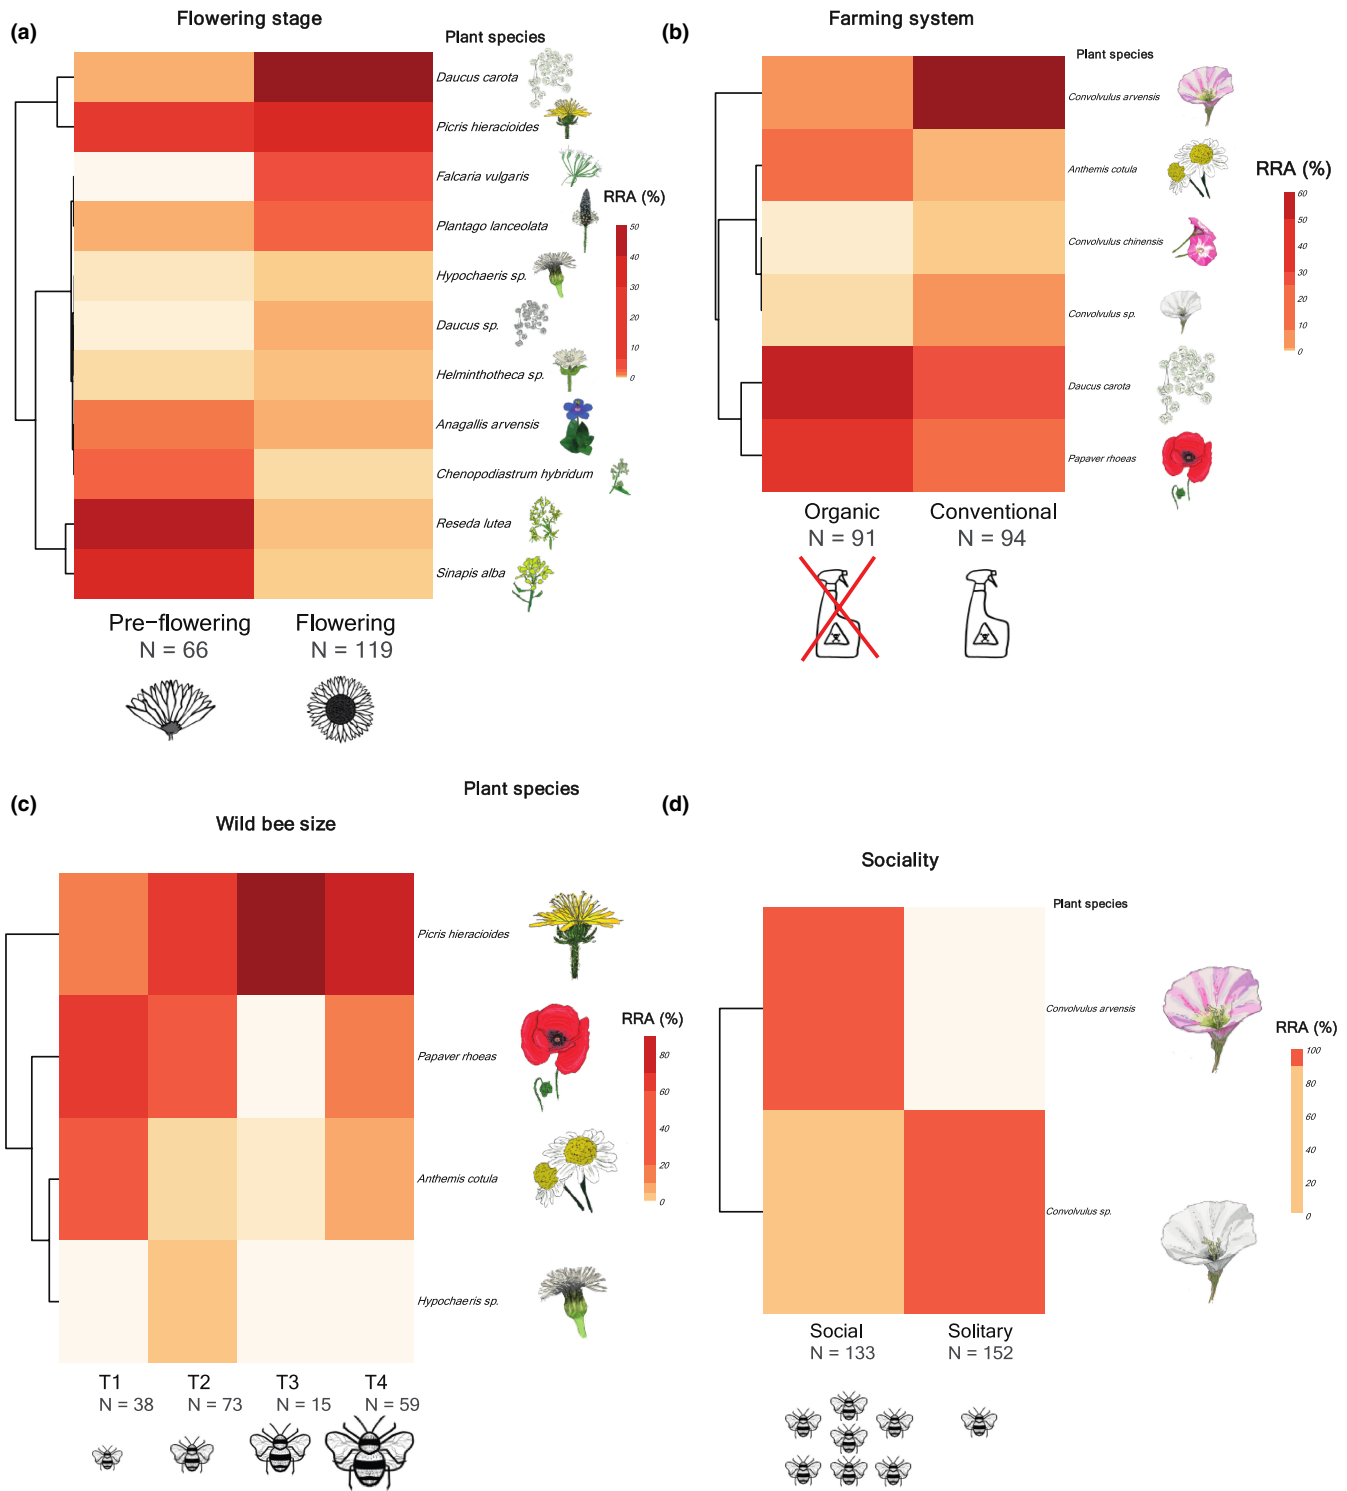 (a)
Flowering stage
Plant species
Daucus carota
Picris hieracioides
Falcaria vulgaris
Plantago lanceolata
Hypochaeris sp.
Daucus sp.
Helminthotheca sp.
Anagallis arvensis
Chenopodiastrum hybridum
Reseda lutea
Sinapis alba
RRA (%)
50
40
30
20
10
0
Pre-flowering
N = 66
Flowering
N = 119
(b)
Farming system
Plant species
Convolvulus arvensis
Anthemis cotula
Convolvulus chinensis
Convolvulus sp.
Daucus carota
Papaver rhoeas
RRA (%)
60
50
40
30
20
10
0
Organic
N = 91
Conventional
N = 94
(c)
Plant species
Wild bee size
Picris hieracioides
Papaver rhoeas
Anthemis cotula
Hypochaeris sp.
RRA (%)
80
60
40
20
0
T1
N = 38
T2
N = 73
T3
N = 15
T4
N = 59
(d)
Sociality
Plant species
Convolvulus arvensis
Convolvulus sp.
RRA (%)
100
80
60
40
20
0
Social
N = 133
Solitary
N = 152